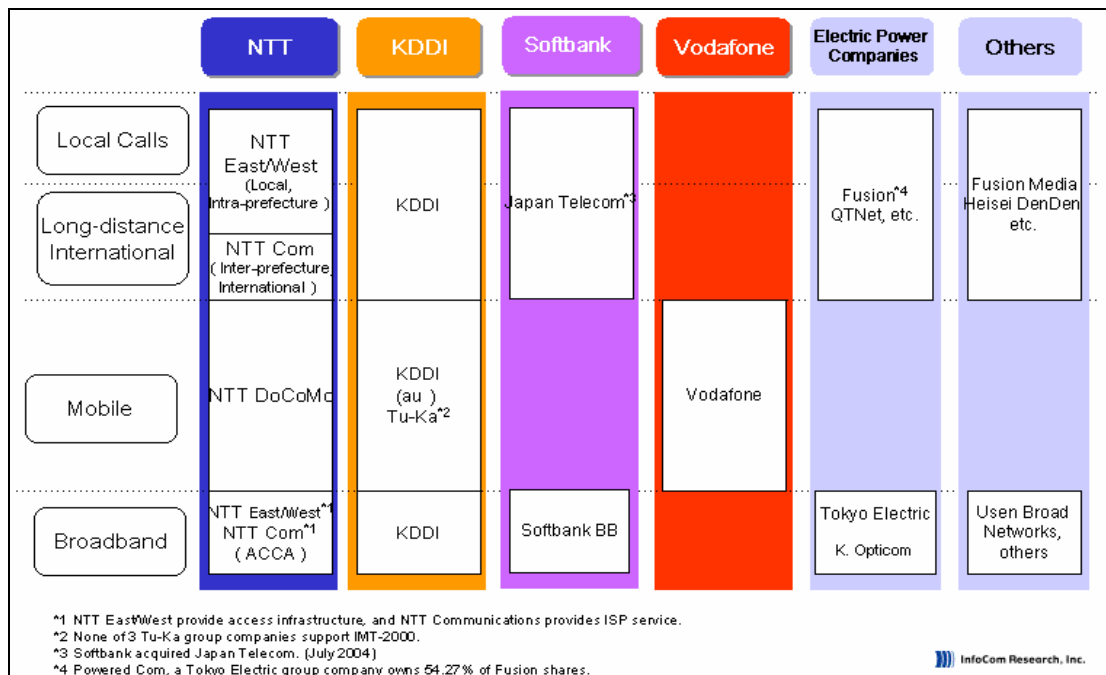 NTT
KDDI
Softbank
Vodafone
Electric Power
Companies
Others
Local Calls
NTT
East/West
(Local,
Intra-prefecture )
KDDI
Japan Telecom*3
Fusion*4
QTNet, etc.
Fusion Media
Heisei DenDen
etc.
Long-distance
International
NTT Com
( Inter-prefecture,
International )
Mobile
NTT DoCoMo
KDDI
(au )
Tu-Ka*2
Vodafone
Broadband
NTT East/West*1
NTT Com*1
( ACCA )
KDDI
Softbank BB
Tokyo Electric
K. Opticom
Usen Broad
Networks,
others
*1 NTT East/West provide access infrastructure, and NTT Communications provides ISP service.
*2 None of 3 Tu-Ka group companies support IMT-2000.
*3 Softbank acquired Japan Telecom. (July 2004)
*4 Powered Com, a Tokyo Electric group company owns 54.27% of Fusion shares.
InfoCom Research, Inc.